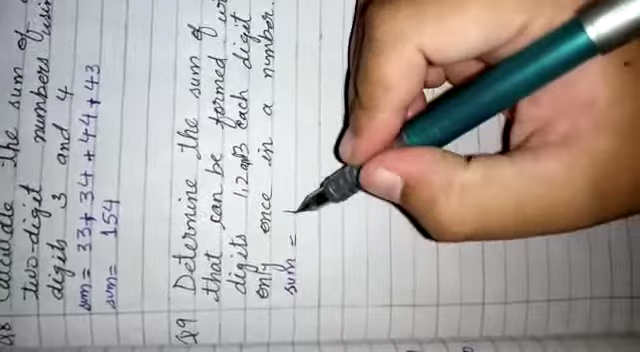 Q8 Calculate the sum of
two-digit numbers using
digits 3 and 4
sum = 33+34+44+43
sum = 154
Q9 Determine the sum of
that can be formed
digits 1,2 and 3 each digit
only once in a number.
sum =